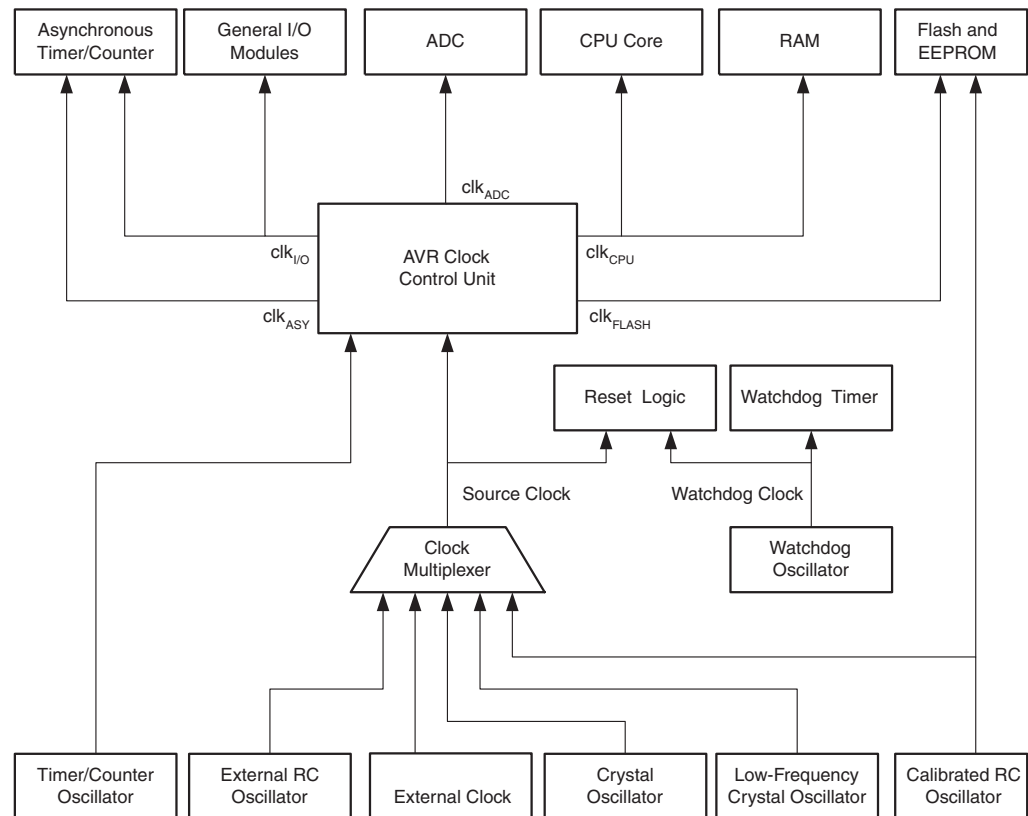 Asynchronous
Timer/Counter
General I/O
Modules
ADC
CPU Core
RAM
Flash and
EEPROM
clkADC
AVR Clock
Control Unit
clkI/O
clkCPU
clkASY
clkFLASH
Reset Logic
Watchdog Timer
Source Clock
Watchdog Clock
Clock
Multiplexer
Watchdog
Oscillator
Timer/Counter
Oscillator
External RC
Oscillator
External Clock
Crystal
Oscillator
Low-Frequency
Crystal Oscillator
Calibrated RC
Oscillator